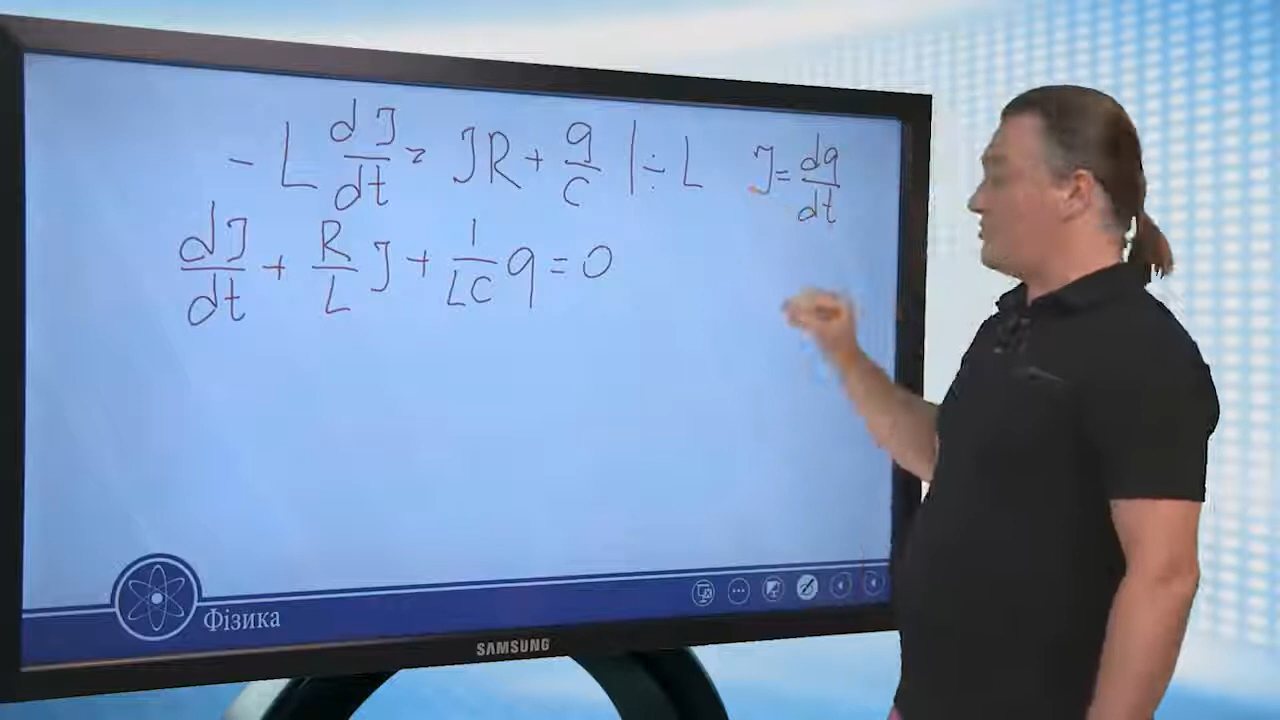 - L dJ/dt = JR + q/C | ÷ L J = dq/dt
dJ/dt + R/L J + 1/LC q = 0
Фізика
SAMSUNG